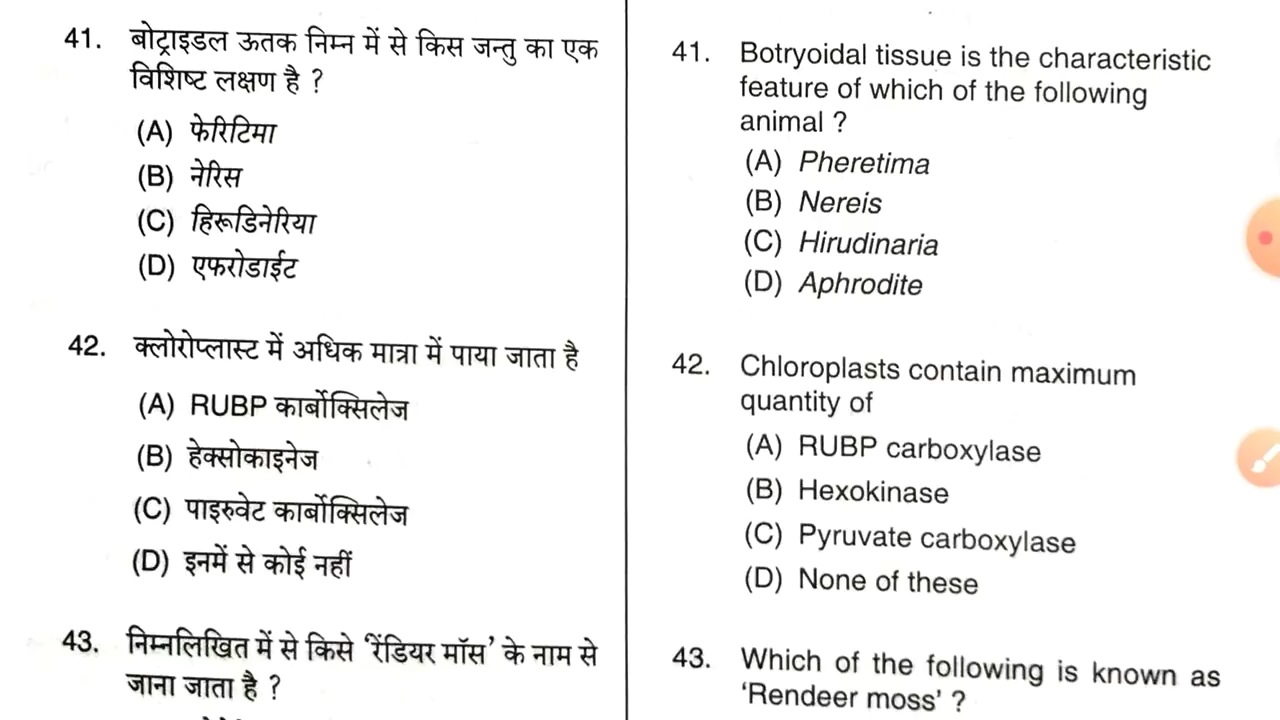 41. बोट्राइडल ऊतक निम्न में से किस जन्तु का एक
विशिष्ट लक्षण है ?
(A) फेरिटिमा
(B) नेरिस
(C) हिरूडिनेरिया
(D) एफरोडाईट
42. क्लोरोप्लास्ट में अधिक मात्रा में पाया जाता है
(A) RUBP कार्बोक्सिलेज
(B) हेक्सोकाइनेज
(C) पाइरुवेट कार्बोक्सिलेज
(D) इनमें से कोई नहीं
43. निम्नलिखित में से किसे ‘रेंडियर मॉस’ के नाम से
जाना जाता है ?
41. Botryoidal tissue is the characteristic
feature of which of the following
animal ?
(A) Pheretima
(B) Nereis
(C) Hirudinaria
(D) Aphrodite
42. Chloroplasts contain maximum
quantity of
(A) RUBP carboxylase
(B) Hexokinase
(C) Pyruvate carboxylase
(D) None of these
43. Which of the following is known as
‘Rendeer moss’ ?